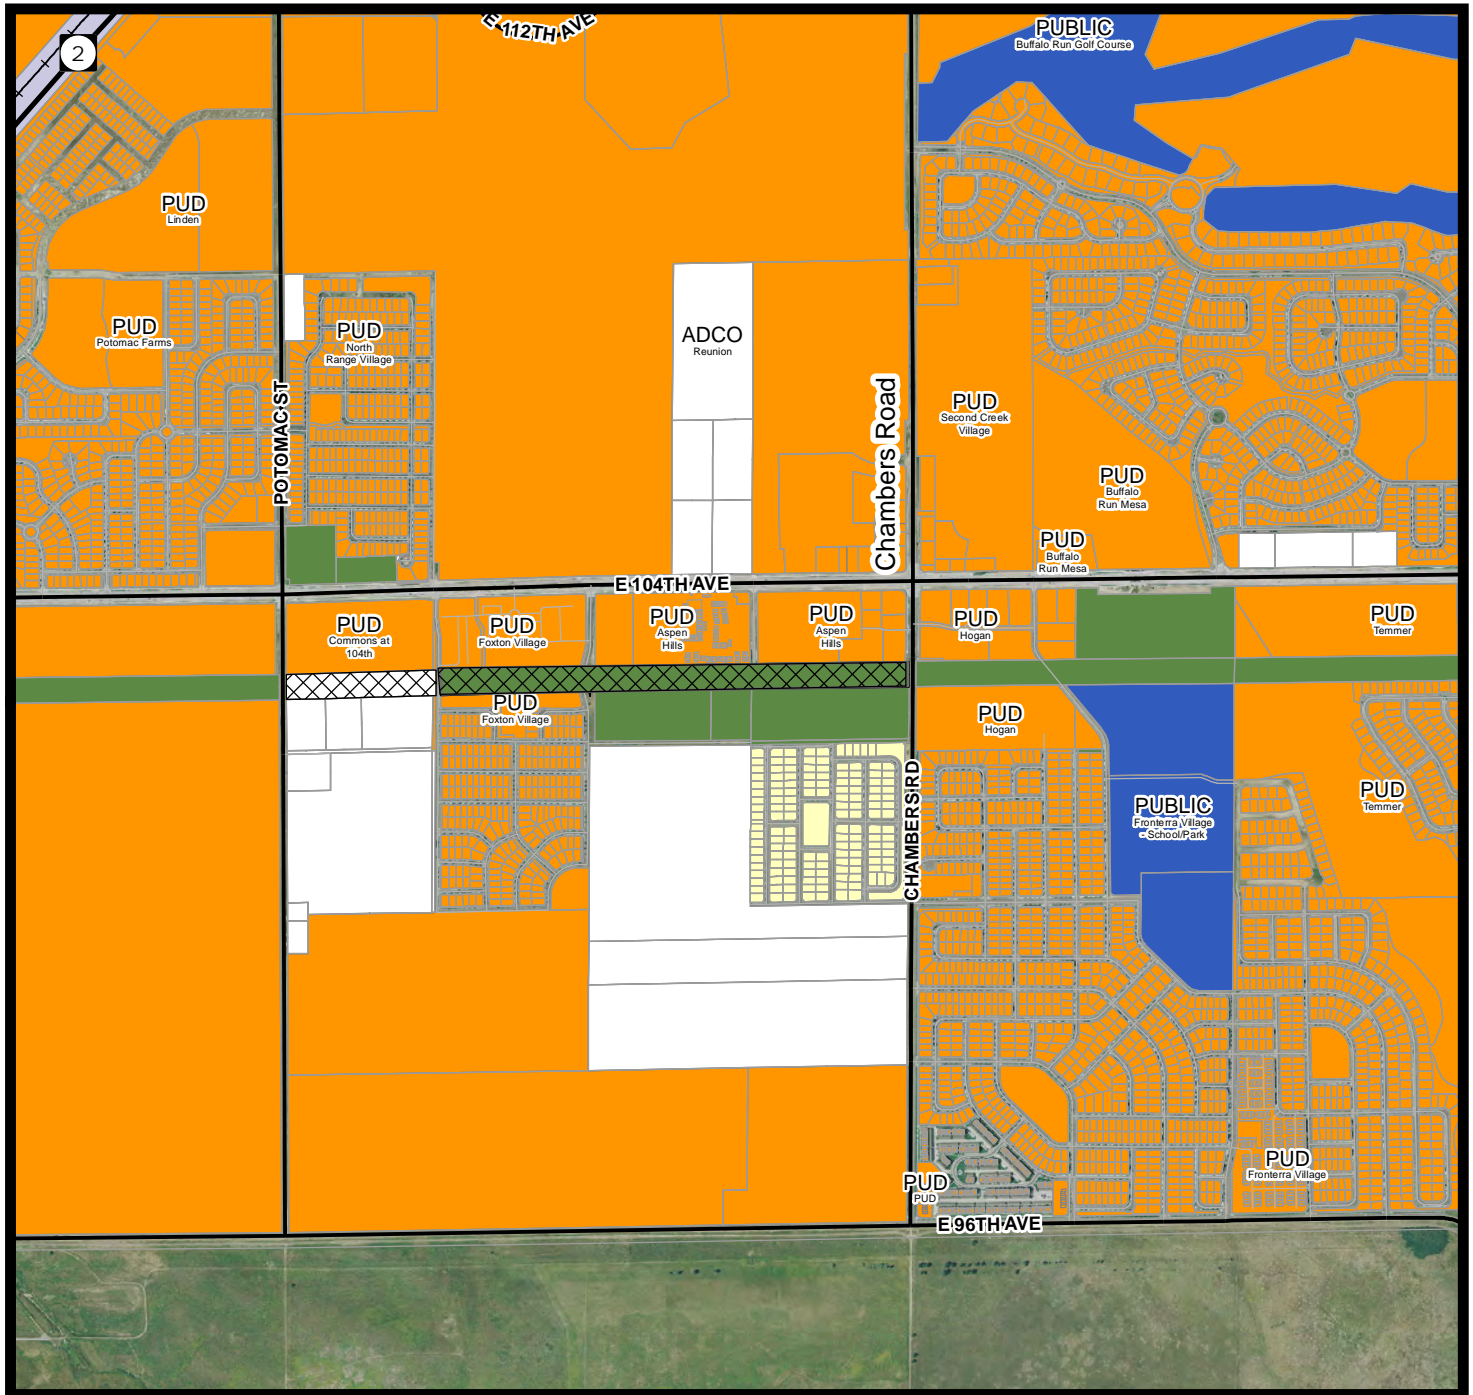 E 112TH AVE
PUBLIC
Buffalo Run Golf Course
2
PUD
Linden
PUD
Potomac Farms
PUD
North
Range Village
ADCO
Reunion
POTOMAC ST
Chambers Road
PUD
Second Creek
Village
PUD
Buffalo
Run Mesa
PUD
Buffalo
Run Mesa
E 104TH AVE
PUD
Commons at
104th
PUD
Foxton Village
PUD
Aspen
Hills
PUD
Aspen
Hills
PUD
Hogan
PUD
Temmer
PUD
Foxton Village
PUD
Hogan
CHAMBERS RD
PUBLIC
Fronterra Village
- School/Park
PUD
Temmer
PUD
Fronterra Village
PUD
PUD
E 96TH AVE